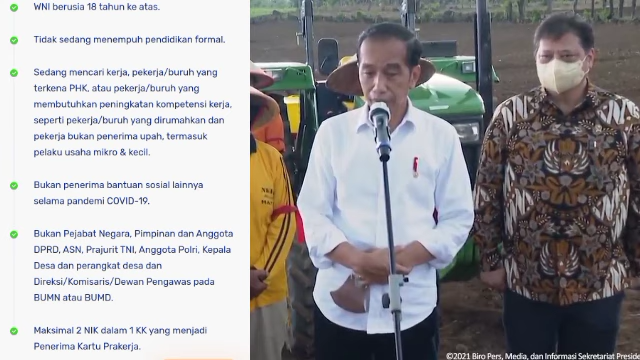 WNI berusia 18 tahun ke atas.
Tidak sedang menempuh pendidikan formal.
Sedang mencari kerja, pekerja/buruh yang
terkena PHK, atau pekerja/buruh yang
membutuhkan peningkatan kompetensi kerja,
seperti pekerja/buruh yang dirumahkan dan
pekerja bukan penerima upah, termasuk
pelaku usaha mikro & kecil.
Bukan penerima bantuan sosial lainnya
selama pandemi COVID-19.
Bukan Pejabat Negara, Pimpinan dan Anggota
DPRD, ASN, Prajurit TNI, Anggota Polri, Kepala
Desa dan perangkat desa dan
Direksi/Komisaris/Dewan Pengawas pada
BUMN atau BUMD.
Maksimal 2 NIK dalam 1 KK yang menjadi
Penerima Kartu Prakerja.
©2021 Biro Pers, Media, dan Informasi Sekretariat Preside